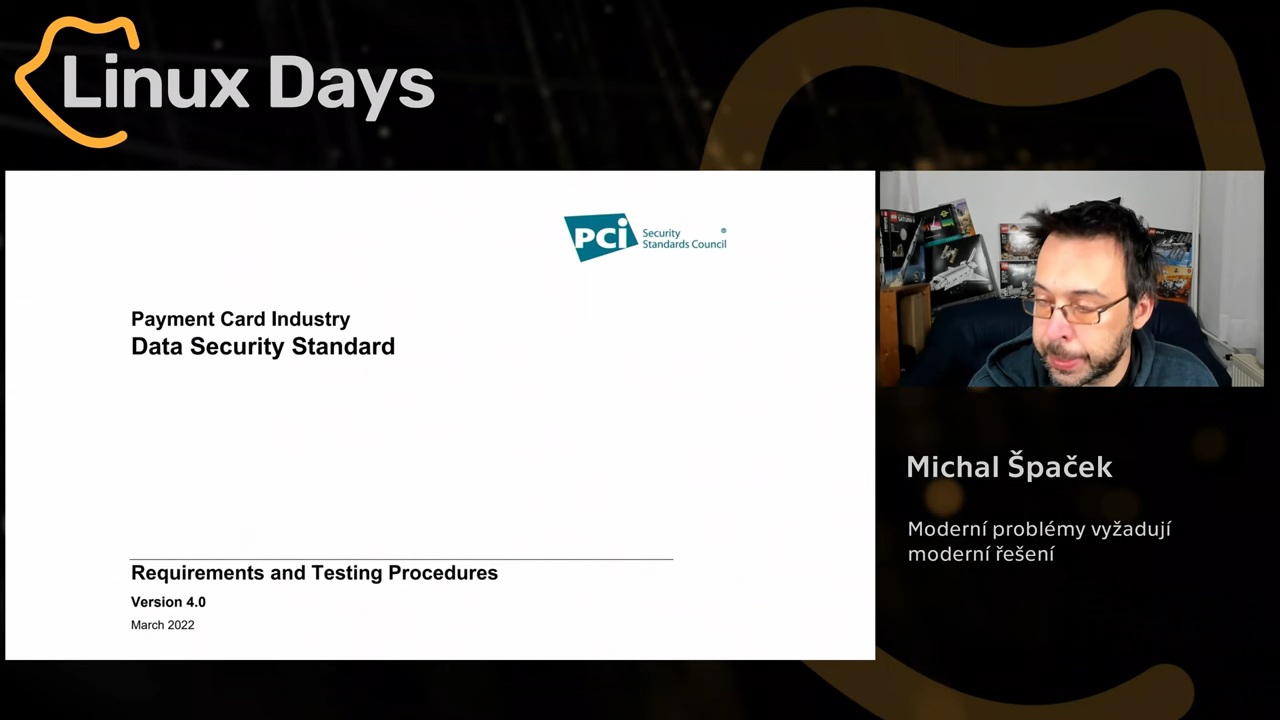 Linux Days
PCi
Security
Standards Council
®
Payment Card Industry
Data Security Standard
Requirements and Testing Procedures
Version 4.0
March 2022
Michal Špaček
Moderní problémy vyžadují
moderní řešení